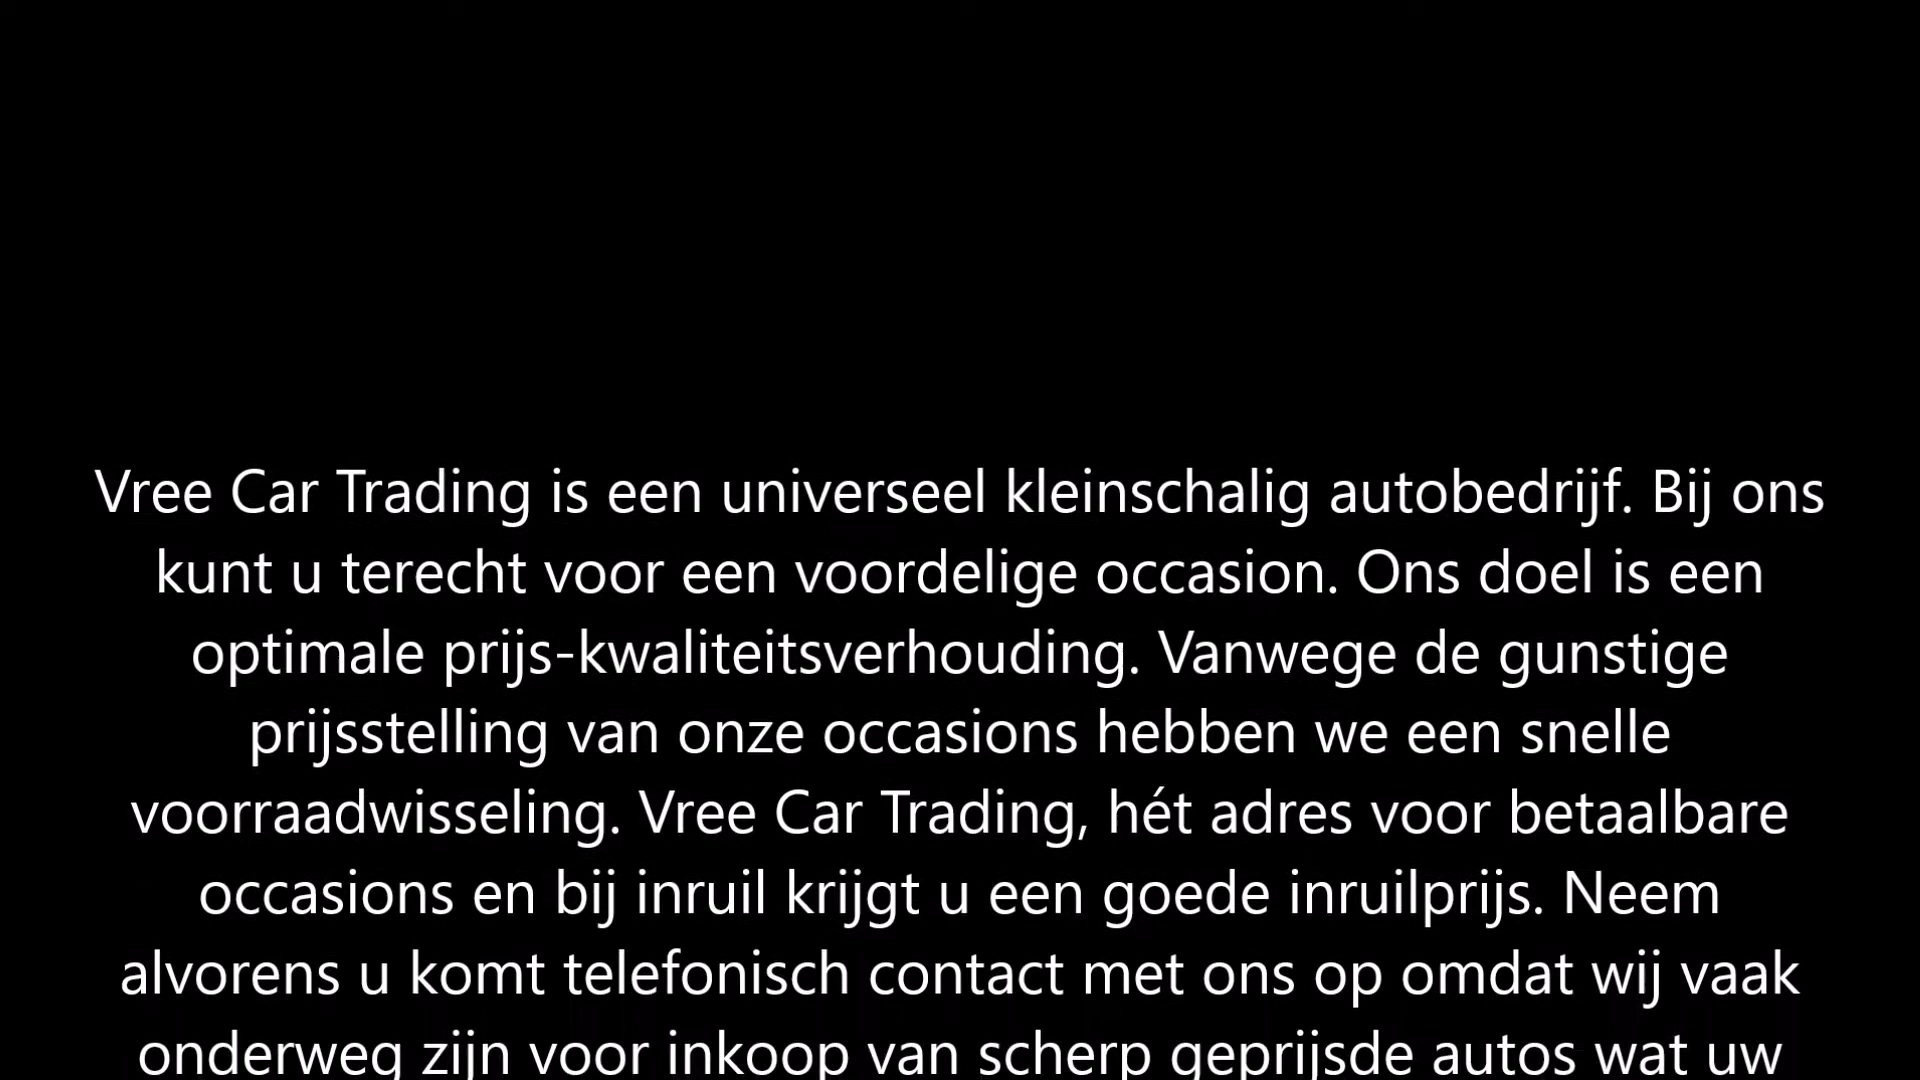 Vree Car Trading is een universeel kleinschalig autobedrijf. Bij ons
kunt u terecht voor een voordelige occasion. Ons doel is een
optimale prijs-kwaliteitsverhouding. Vanwege de gunstige
prijsstelling van onze occasions hebben we een snelle
voorraadwisseling. Vree Car Trading, hét adres voor betaalbare
occasions en bij inruil krijgt u een goede inruilprijs. Neem
alvorens u komt telefonisch contact met ons op omdat wij vaak
onderweg zijn voor inkoop van scherp geprijsde autos wat uw